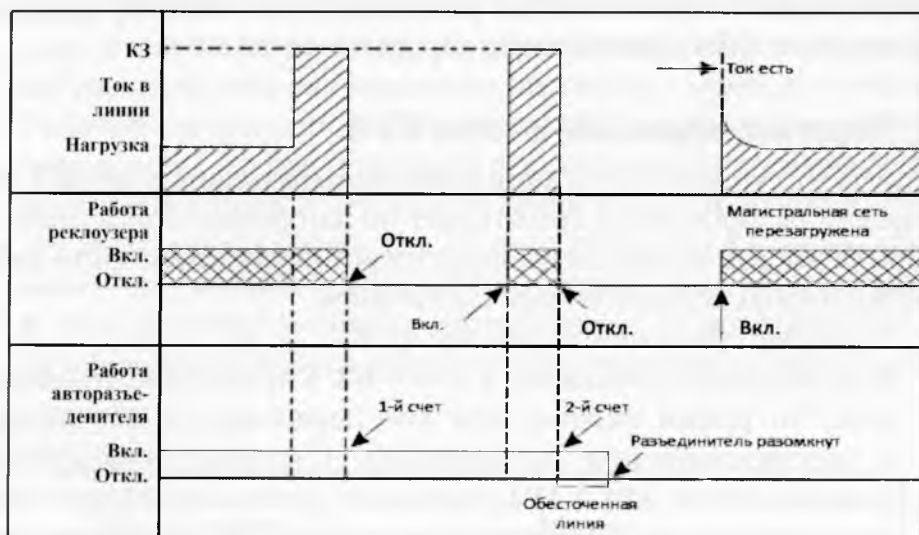 КЗ
Ток в
линии
Нагрузка
Ток есть
Работа
реклоузера
Вкл.
Откл.
Откл.
Вкл.
Откл.
Магистральная сеть
перезагружена
Вкл.
Работа
авторазъе-
денителя
Вкл.
Откл.
1-й счет
2-й счет
Разъединитель разомкнут
Обесточенная
линия